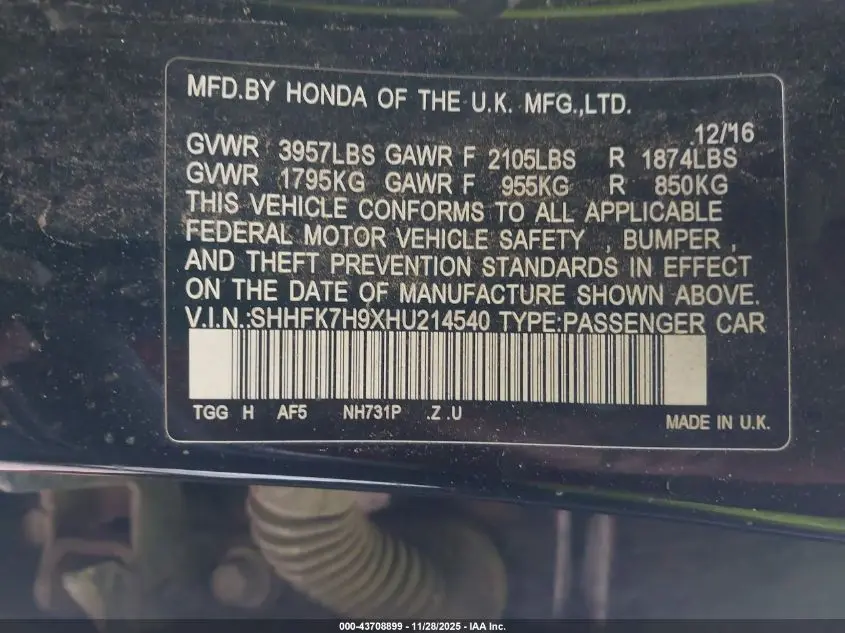 MFD.BY HONDA OF THE U.K. MFG.,LTD.
12/16
GVWR 3957LBS GAWR F 2105LBS R 1874LBS
GVWR 1795KG GAWR F 955KG R 850KG
THIS VEHICLE CONFORMS TO ALL APPLICABLE
FEDERAL MOTOR VEHICLE SAFETY , BUMPER ,
AND THEFT PREVENTION STANDARDS IN EFFECT
ON THE DATE OF MANUFACTURE SHOWN ABOVE.
V.I.N.:SHHFK7H9XHU214540 TYPE:PASSENGER CAR
TGG H AF5 NH731P .Z .U
MADE IN U.K.
000-43708899 - 11/28/2025 - IAA Inc.